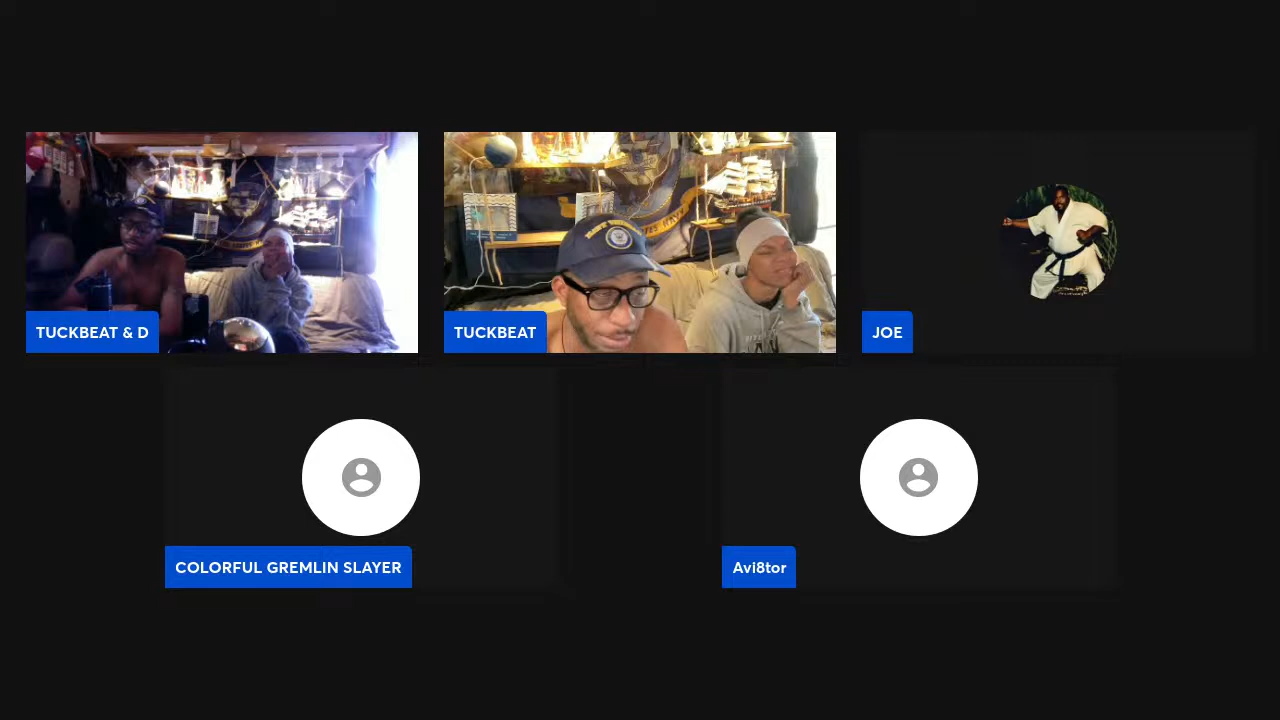 TUCKBEAT & D
TUCKBEAT
JOE
COLORFUL GREMLIN SLAYER
Avi8tor